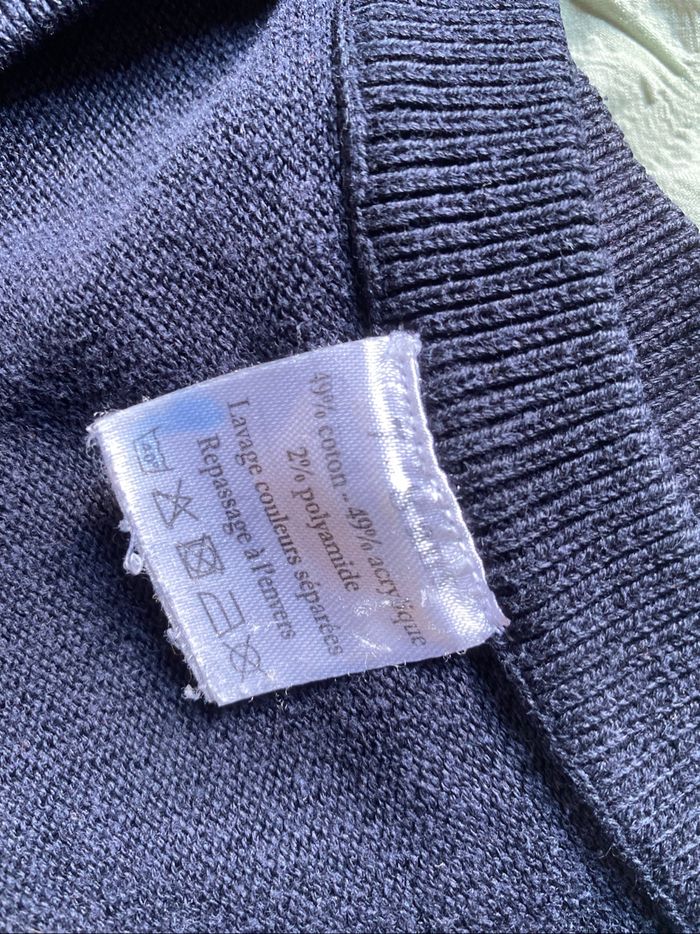 49% coton - 49% acrylique
2% polyamide
Lavage couleurs séparées
Repassage à l'envers